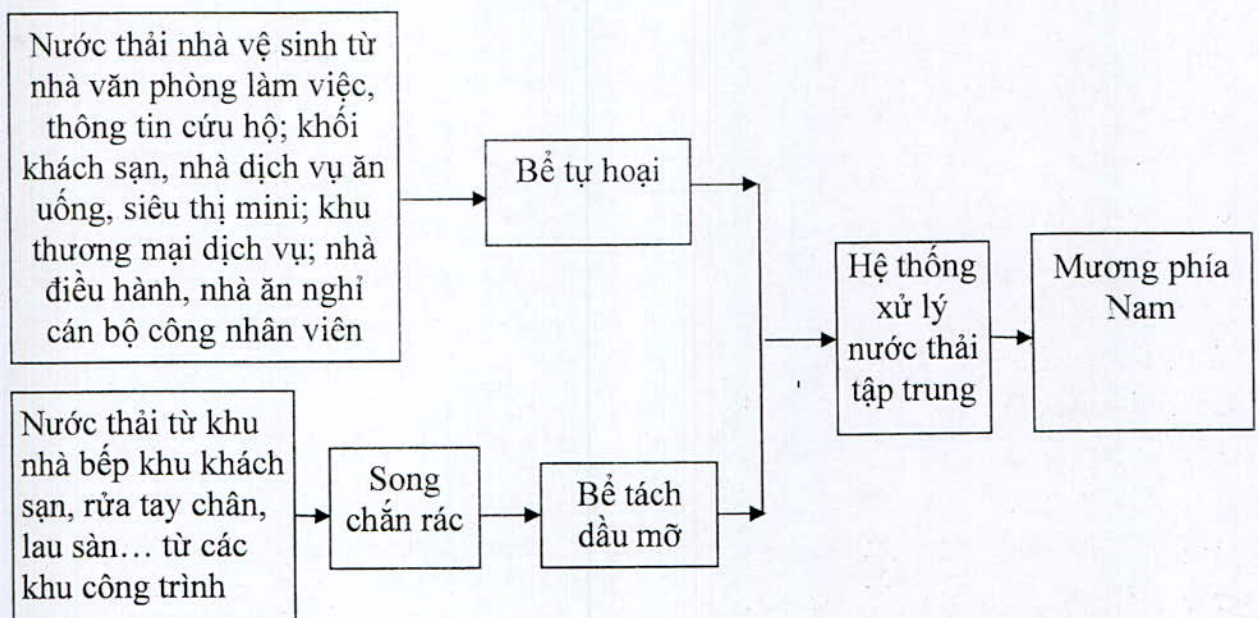 Nước thải nhà vệ sinh từ
nhà văn phòng làm việc,
thông tin cứu hộ; khối
khách sạn, nhà dịch vụ ăn
uống, siêu thị mini; khu
thương mại dịch vụ; nhà
điều hành, nhà ăn nghỉ
cán bộ công nhân viên
Bể tự hoại
Nước thải từ khu
nhà bếp khu khách
sạn, rửa tay chân,
lau sàn… từ các
khu công trình
Song
chắn rác
Bể tách
dầu mỡ
Hệ thống
xử lý
nước thải
tập trung
Mương phía
Nam